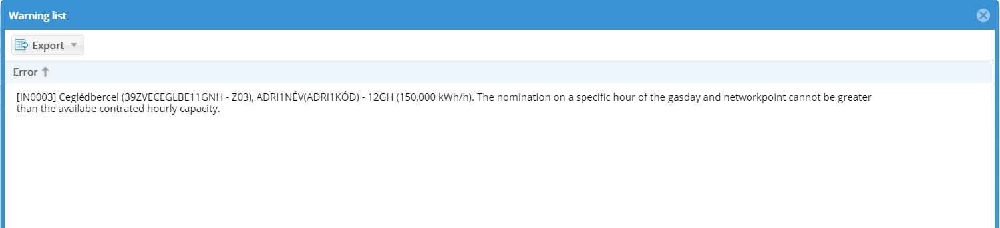 Warning list
Export
Error
[IN0003] Ceglédbercel (39ZVECEGLBE11GNH - Z03), ADRI1NÉV(ADRI1KÓD) - 12GH (150,000 kWh/h). The nomination on a specific hour of the gasday and networkpoint cannot be greater
than the availabe contrated hourly capacity.